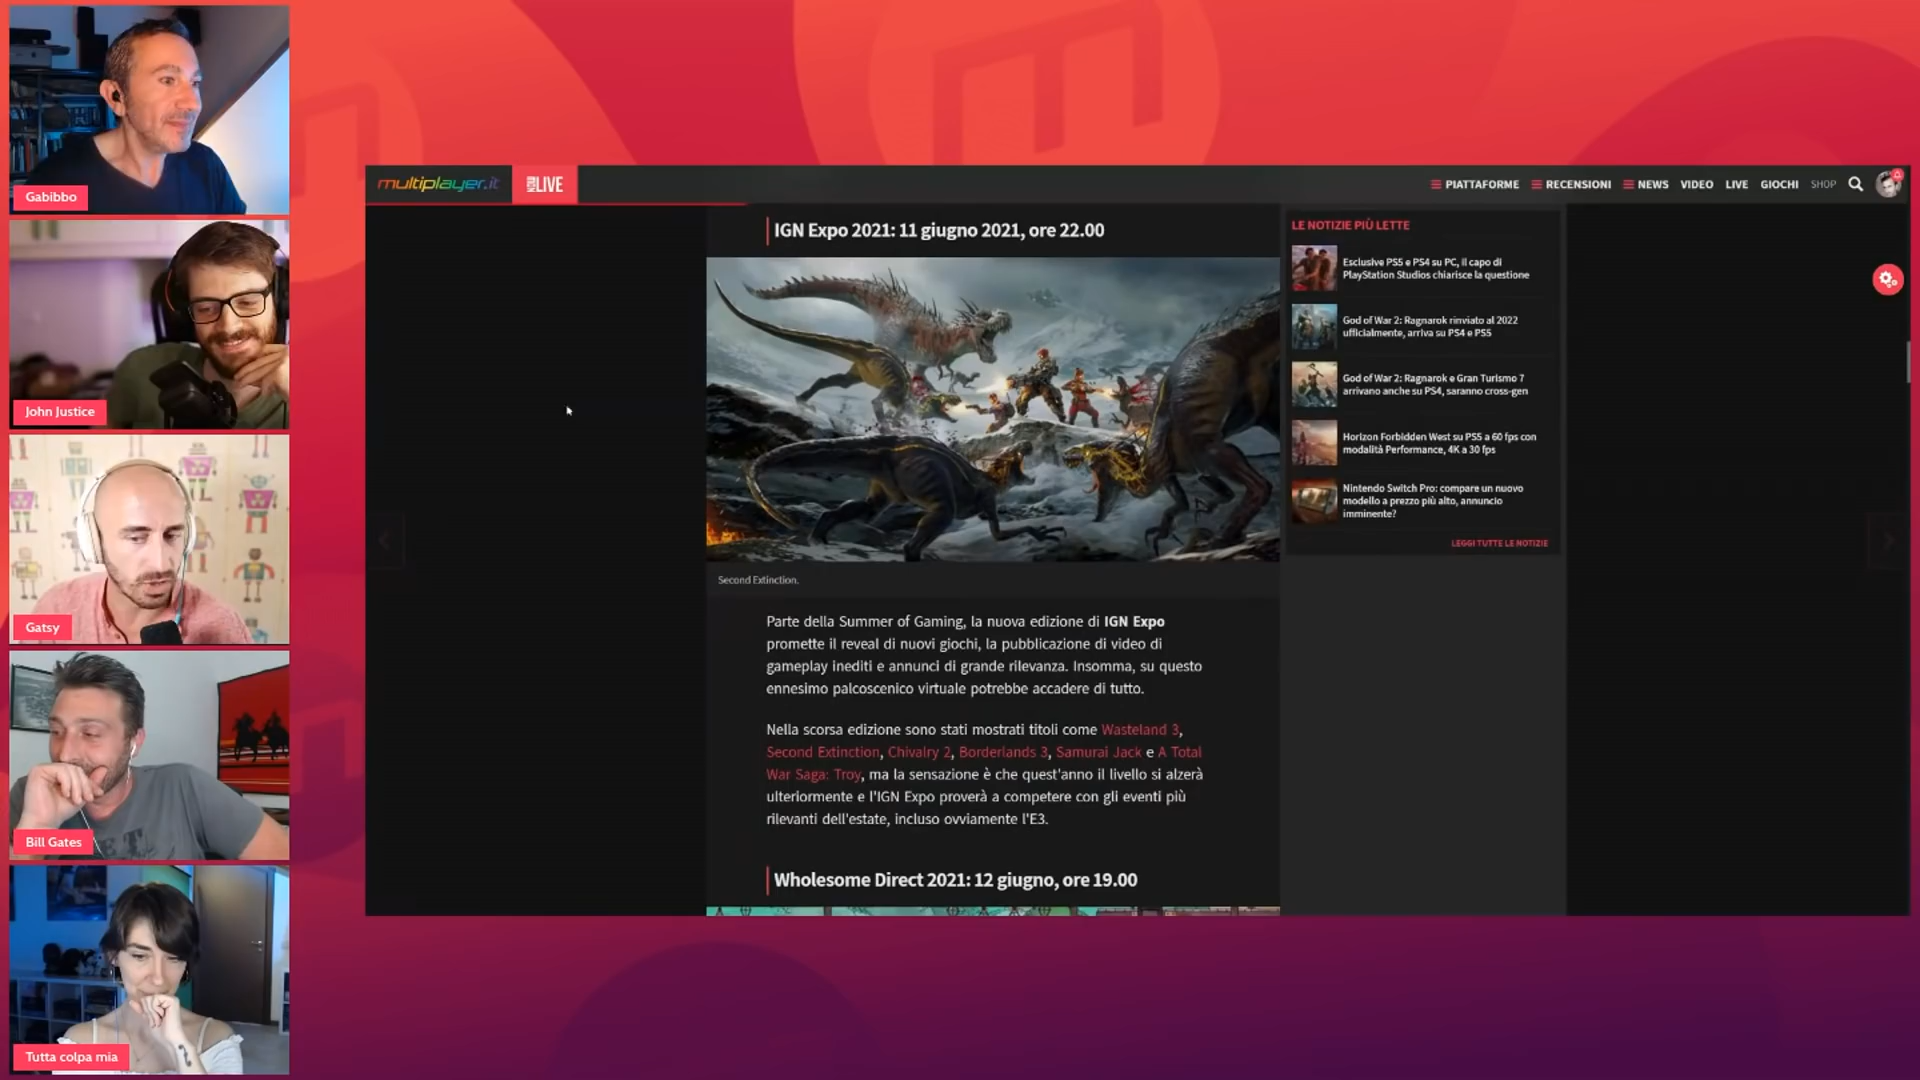 Gabibbo
John Justice
Gatsy
Bill Gates
Tutta colpa mia
multiplayer.it
LIVE
PIATTAFORME
RECENSIONI
NEWS
VIDEO
LIVE
GIOCHI
SHOP
IGN Expo 2021: 11 giugno 2021, ore 22.00
Second Extinction.
Parte della Summer of Gaming, la nuova edizione di IGN Expo
promette il reveal di nuovi giochi, la pubblicazione di video di
gameplay inediti e annunci di grande rilevanza. Insomma, su questo
ennesimo palcoscenico virtuale potrebbe accadere di tutto.
Nella scorsa edizione sono stati mostrati titoli come Wasteland 3,
Second Extinction, Chivalry 2, Borderlands 3, Samurai Jack e A Total
War Saga: Troy, ma la sensazione è che quest'anno il livello si alzerà
ulteriormente e l'IGN Expo proverà a competere con gli eventi più
rilevanti dell'estate, incluso ovviamente l'E3.
Wholesome Direct 2021: 12 giugno, ore 19.00
LE NOTIZIE PIÙ LETTE
Esclusive PS5 e PS4 su PC, il capo di
PlayStation Studios chiarisce la questione
God of War 2: Ragnarok rinviato al 2022
ufficialmente, arriva su PS4 e PS5
God of War 2: Ragnarok e Gran Turismo 7
arrivano anche su PS4, saranno cross-gen
Horizon Forbidden West su PS5 a 60 fps con
modalità Performance, 4K a 30 fps
Nintendo Switch Pro: compare un nuovo
modello a prezzo più alto, annuncio
imminente?
LEGGI TUTTE LE NOTIZIE